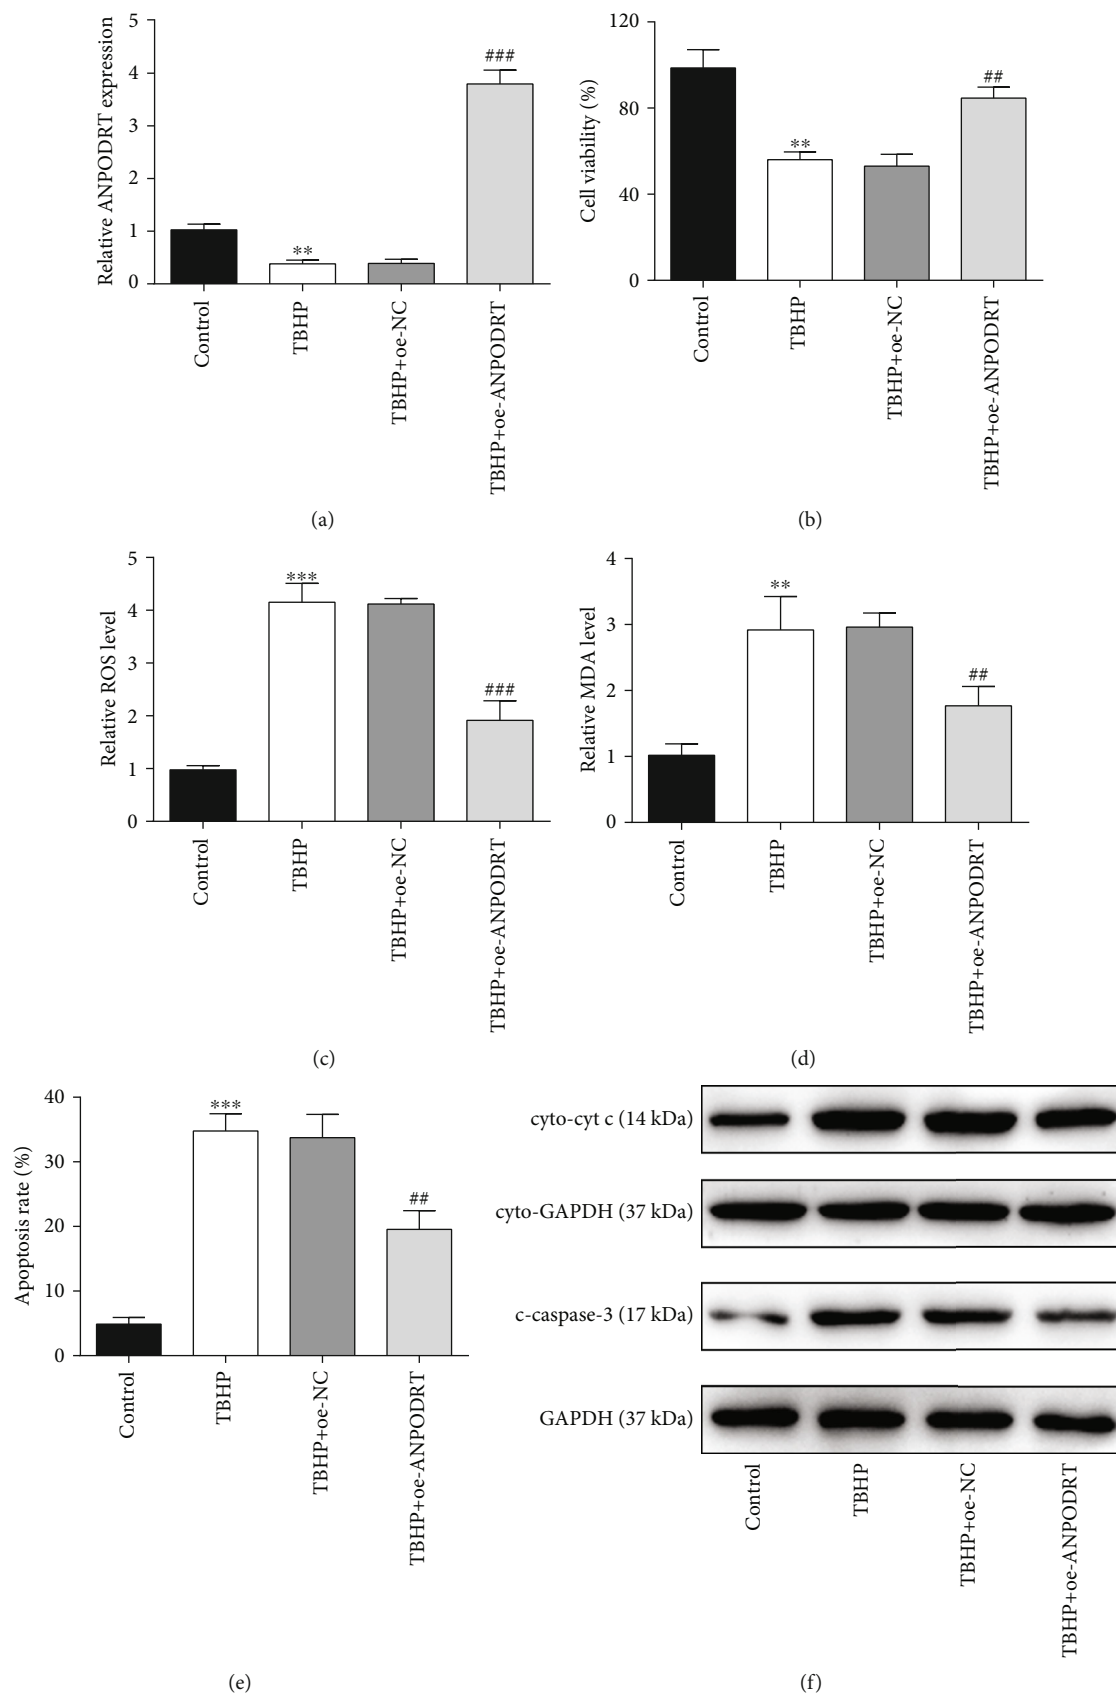 Relative ANPODRT expression
5
4
3
2
1
0
**
###
Control
TBHP
TBHP+oe-NC
TBHP+oe-ANPODRT
(a)
Cell viability (%)
120
80
40
0
**
##
Control
TBHP
TBHP+oe-NC
TBHP+oe-ANPODRT
(b)
Relative ROS level
5
4
3
2
1
0
***
###
Control
TBHP
TBHP+oe-NC
TBHP+oe-ANPODRT
(c)
Relative MDA level
4
3
2
1
0
**
##
Control
TBHP
TBHP+oe-NC
TBHP+oe-ANPODRT
(d)
Apoptosis rate (%)
40
30
20
10
0
***
##
Control
TBHP
TBHP+oe-NC
TBHP+oe-ANPODRT
(e)
cyto-cyt c (14 kDa)
cyto-GAPDH (37 kDa)
c-caspase-3 (17 kDa)
GAPDH (37 kDa)
Control
TBHP
TBHP+oe-NC
TBHP+oe-ANPODRT
(f)